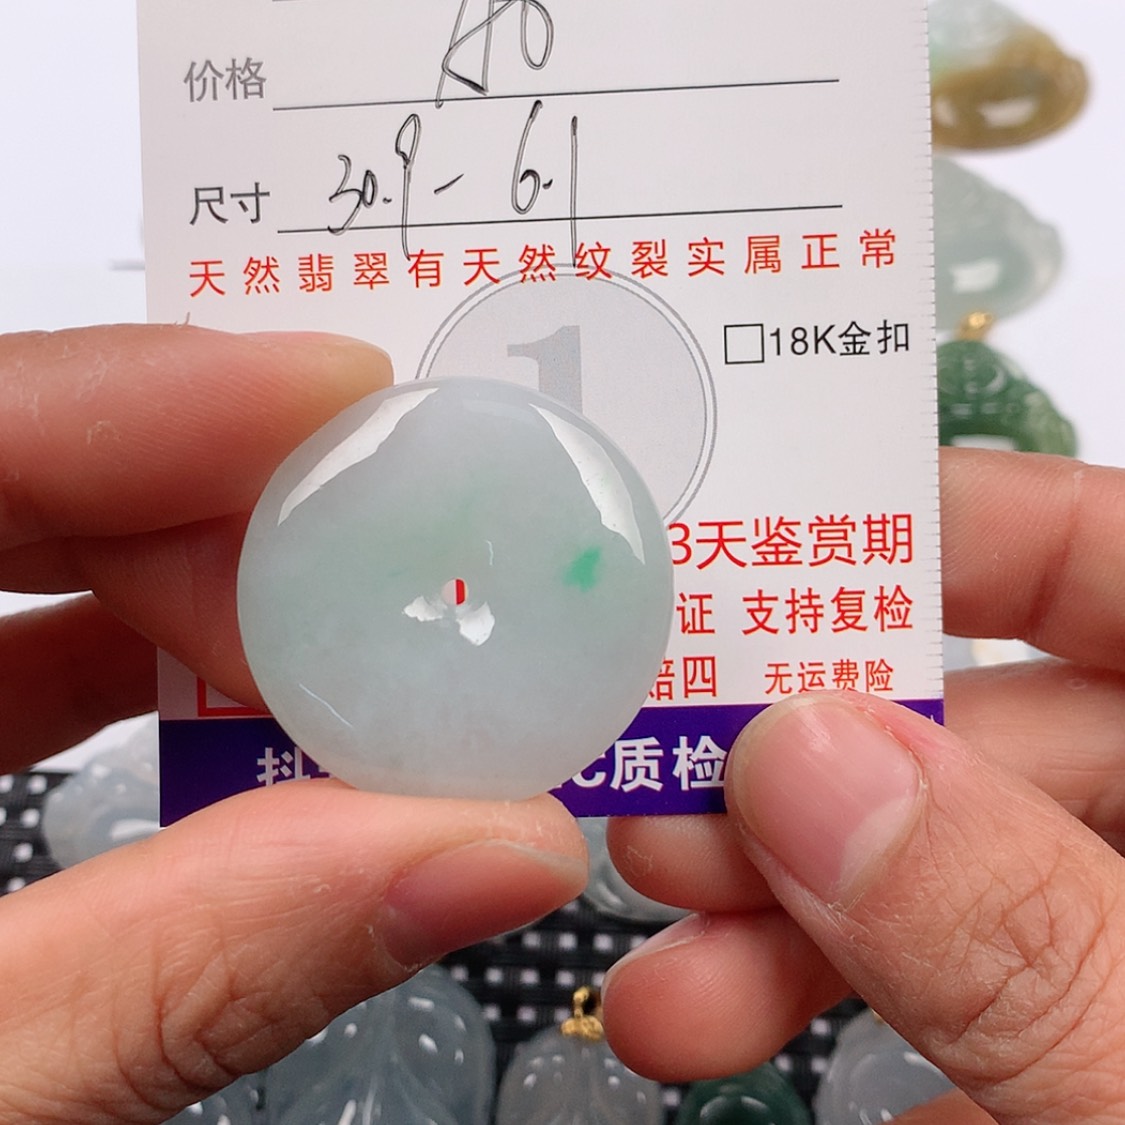 价格
尺寸 30.9 - 6.1
天然翡翠有天然纹裂实属正常
1
□18K金扣
3天鉴赏期
证 支持复检
赔四 无运费险
抖 质检